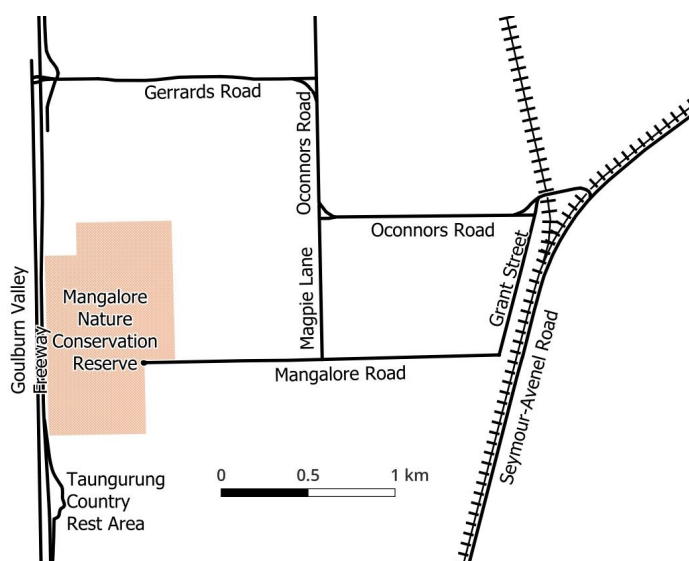 Gerrards Road
Oconnors Road
Oconnors Road
Grant Street
Magpie Lane
Goulburn Valley
Freeway
Mangalore
Nature
Conservation
Reserve
Mangalore Road
Seymour-Avenel Road
0 0.5 1 km
Taungurung
Country
Rest Area